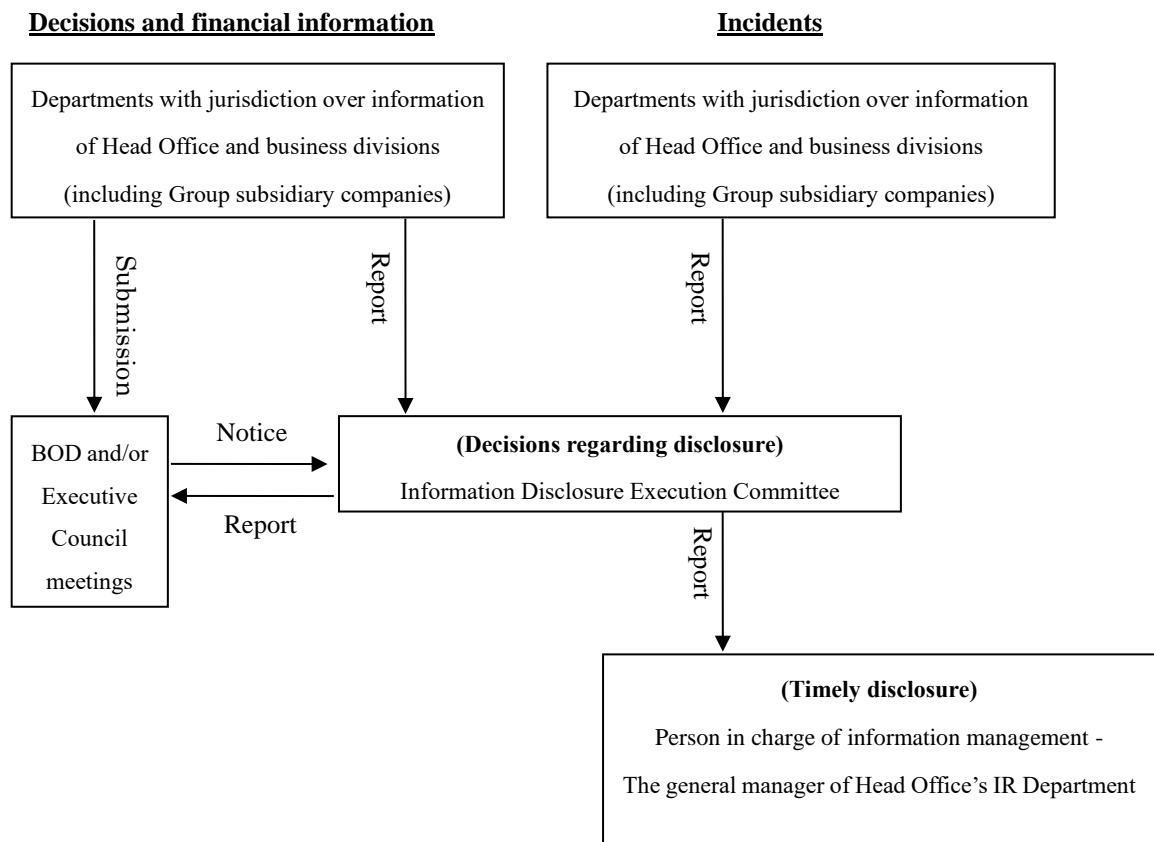 Decisions and financial information
Incidents
Departments with jurisdiction over information
of Head Office and business divisions
(including Group subsidiary companies)
Departments with jurisdiction over information
of Head Office and business divisions
(including Group subsidiary companies)
Submission
Report
Report
BOD and/or
Executive
Council
meetings
Notice
Report
(Decisions regarding disclosure)
Information Disclosure Execution Committee
Report
(Timely disclosure)
Person in charge of information management -
The general manager of Head Office’s IR Department